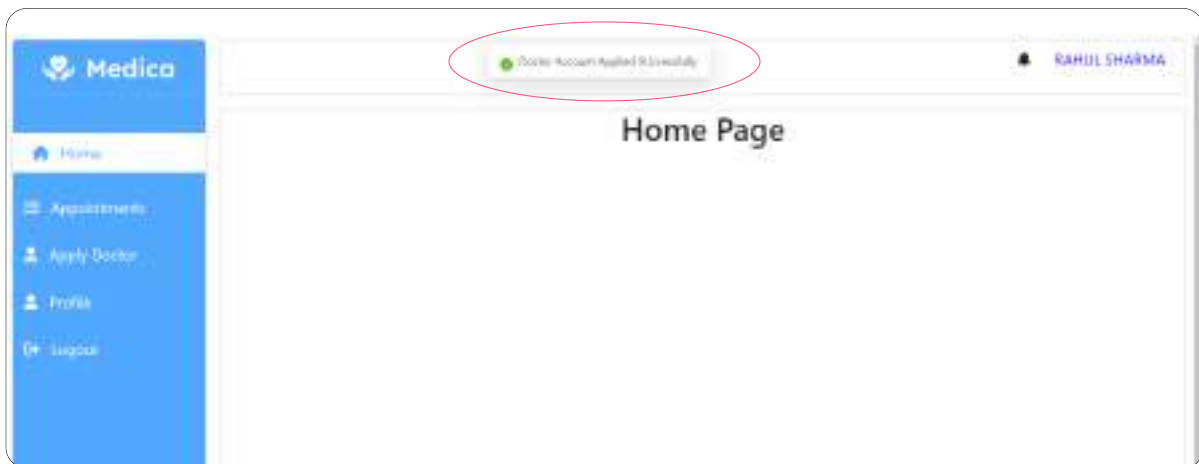 Medica
Doctor Account Applied Successfully
RAHUL SHARMA
Home Page
Home
Appointments
Apply Doctor
Profile
Logout